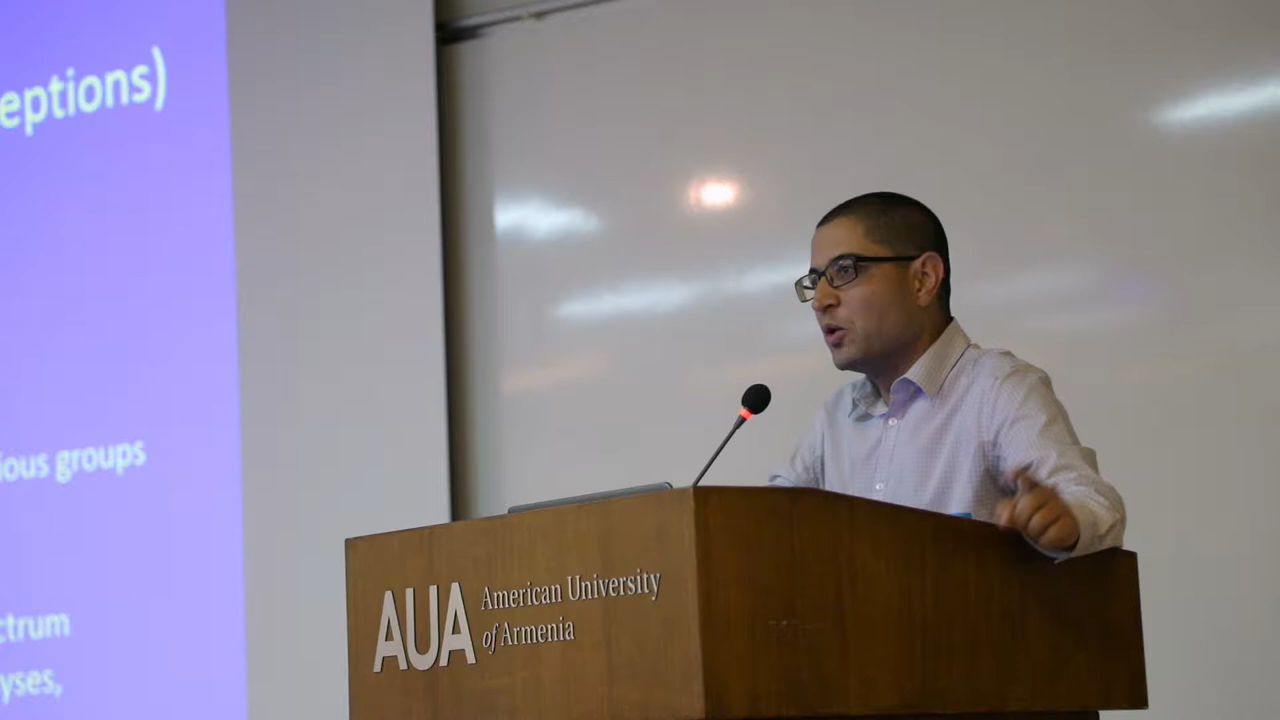 eptions)
ious groups
ctrum
yses,
AUA
American University
of Armenia